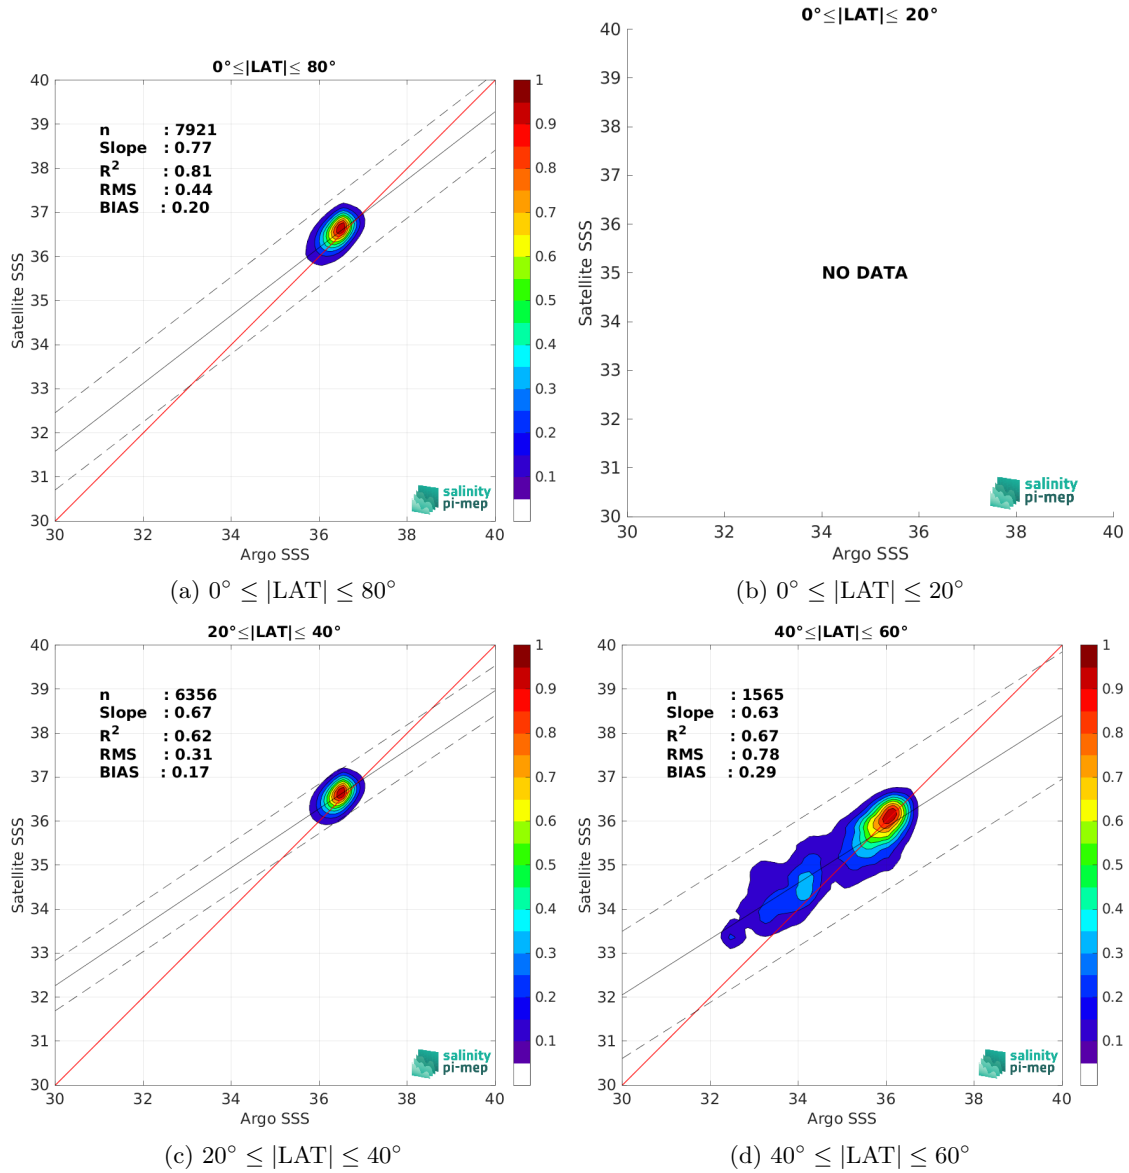 0°≤|LAT|≤ 80°
40
39
38
37
36
35
34
33
32
31
30
Satellite SSS
n : 7921
Slope : 0.77
R2 : 0.81
RMS : 0.44
BIAS : 0.20
salinity
pi-mep
30 32 34 36 38 40
Argo SSS
1
0.9
0.8
0.7
0.6
0.5
0.4
0.3
0.2
0.1
(a) 0° ≤ |LAT| ≤ 80°
0°≤|LAT|≤ 20°
40
39
38
37
36
35
34
33
32
31
30
Satellite SSS
NO DATA
salinity
pi-mep
30 32 34 36 38 40
Argo SSS
(b) 0° ≤ |LAT| ≤ 20°
20°≤|LAT|≤ 40°
40
39
38
37
36
35
34
33
32
31
30
Satellite SSS
n : 6356
Slope : 0.67
R2 : 0.62
RMS : 0.31
BIAS : 0.17
salinity
pi-mep
30 32 34 36 38 40
Argo SSS
1
0.9
0.8
0.7
0.6
0.5
0.4
0.3
0.2
0.1
(c) 20° ≤ |LAT| ≤ 40°
40°≤|LAT|≤ 60°
40
39
38
37
36
35
34
33
32
31
30
Satellite SSS
n : 1565
Slope : 0.63
R2 : 0.67
RMS : 0.78
BIAS : 0.29
salinity
pi-mep
30 32 34 36 38 40
Argo SSS
1
0.9
0.8
0.7
0.6
0.5
0.4
0.3
0.2
0.1
(d) 40° ≤ |LAT| ≤ 60°